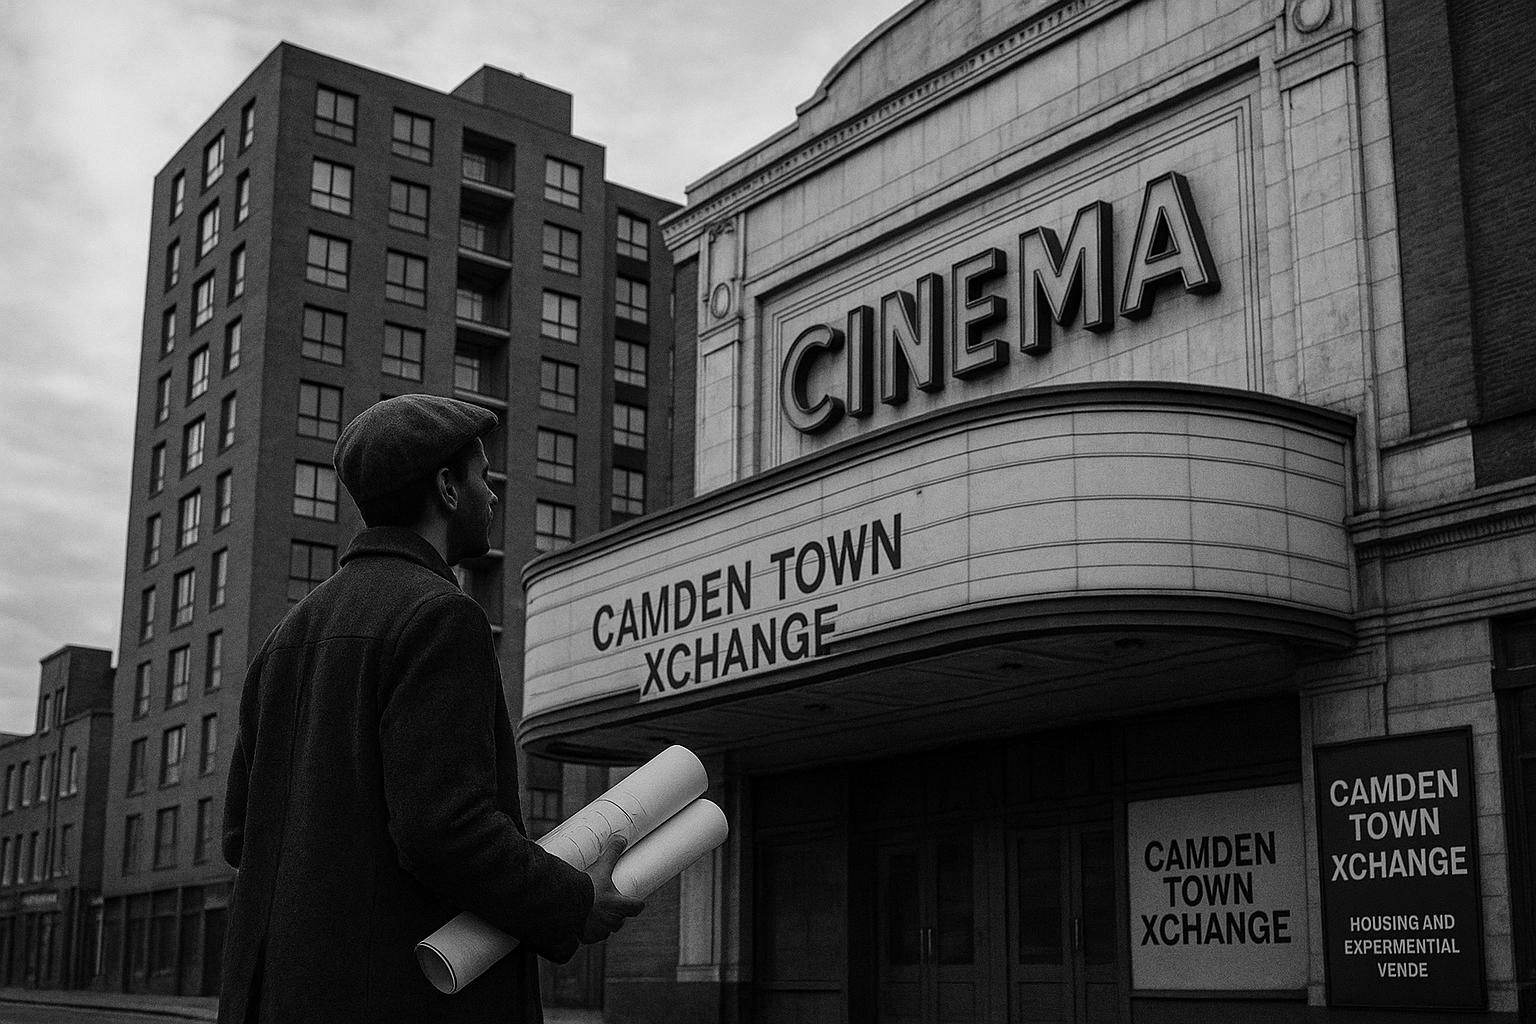 CINEMA
CAMDEN TOWN
XCHANGE
CAMDEN
TOWN
XCHANGE
CAMDEN
TOWN
XCHANGE
HOUSING AND
EXPERMENTIAL
VENDE